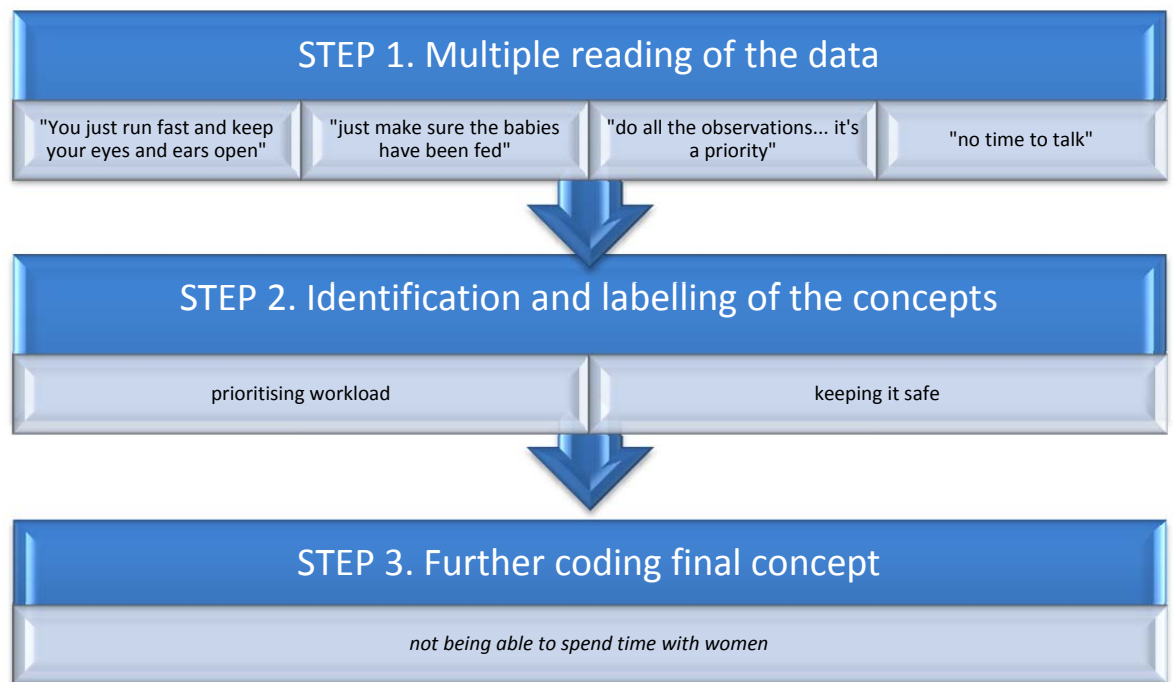 STEP 1. Multiple reading of the data
"You just run fast and keep
your eyes and ears open"
"just make sure the babies
have been fed"
"do all the observations... it's
a priority"
"no time to talk"
STEP 2. Identification and labelling of the concepts
prioritising workload
keeping it safe
STEP 3. Further coding final concept
not being able to spend time with women